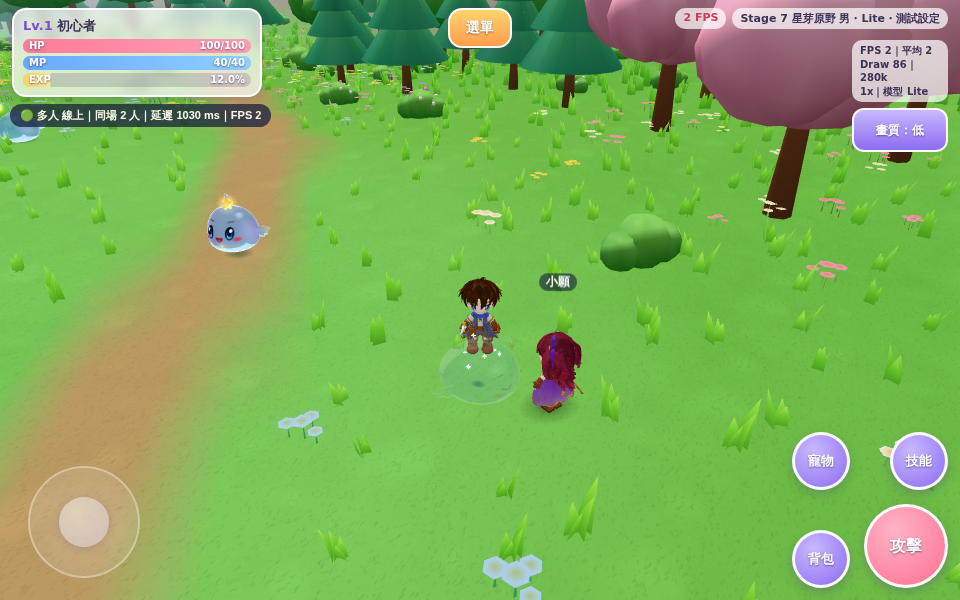 Lv.1 初心者
HP 100/100
MP 40/40
EXP 12.0%
多人 線上｜同場 2 人｜延遲 1030 ms｜FPS 2
選單
2 FPS
Stage 7 星芽原野 男・Lite・測試設定
FPS 2｜平均 2
Draw 86｜
280k
1x｜模型 Lite
畫質：低
小願
寵物
技能
背包
攻擊